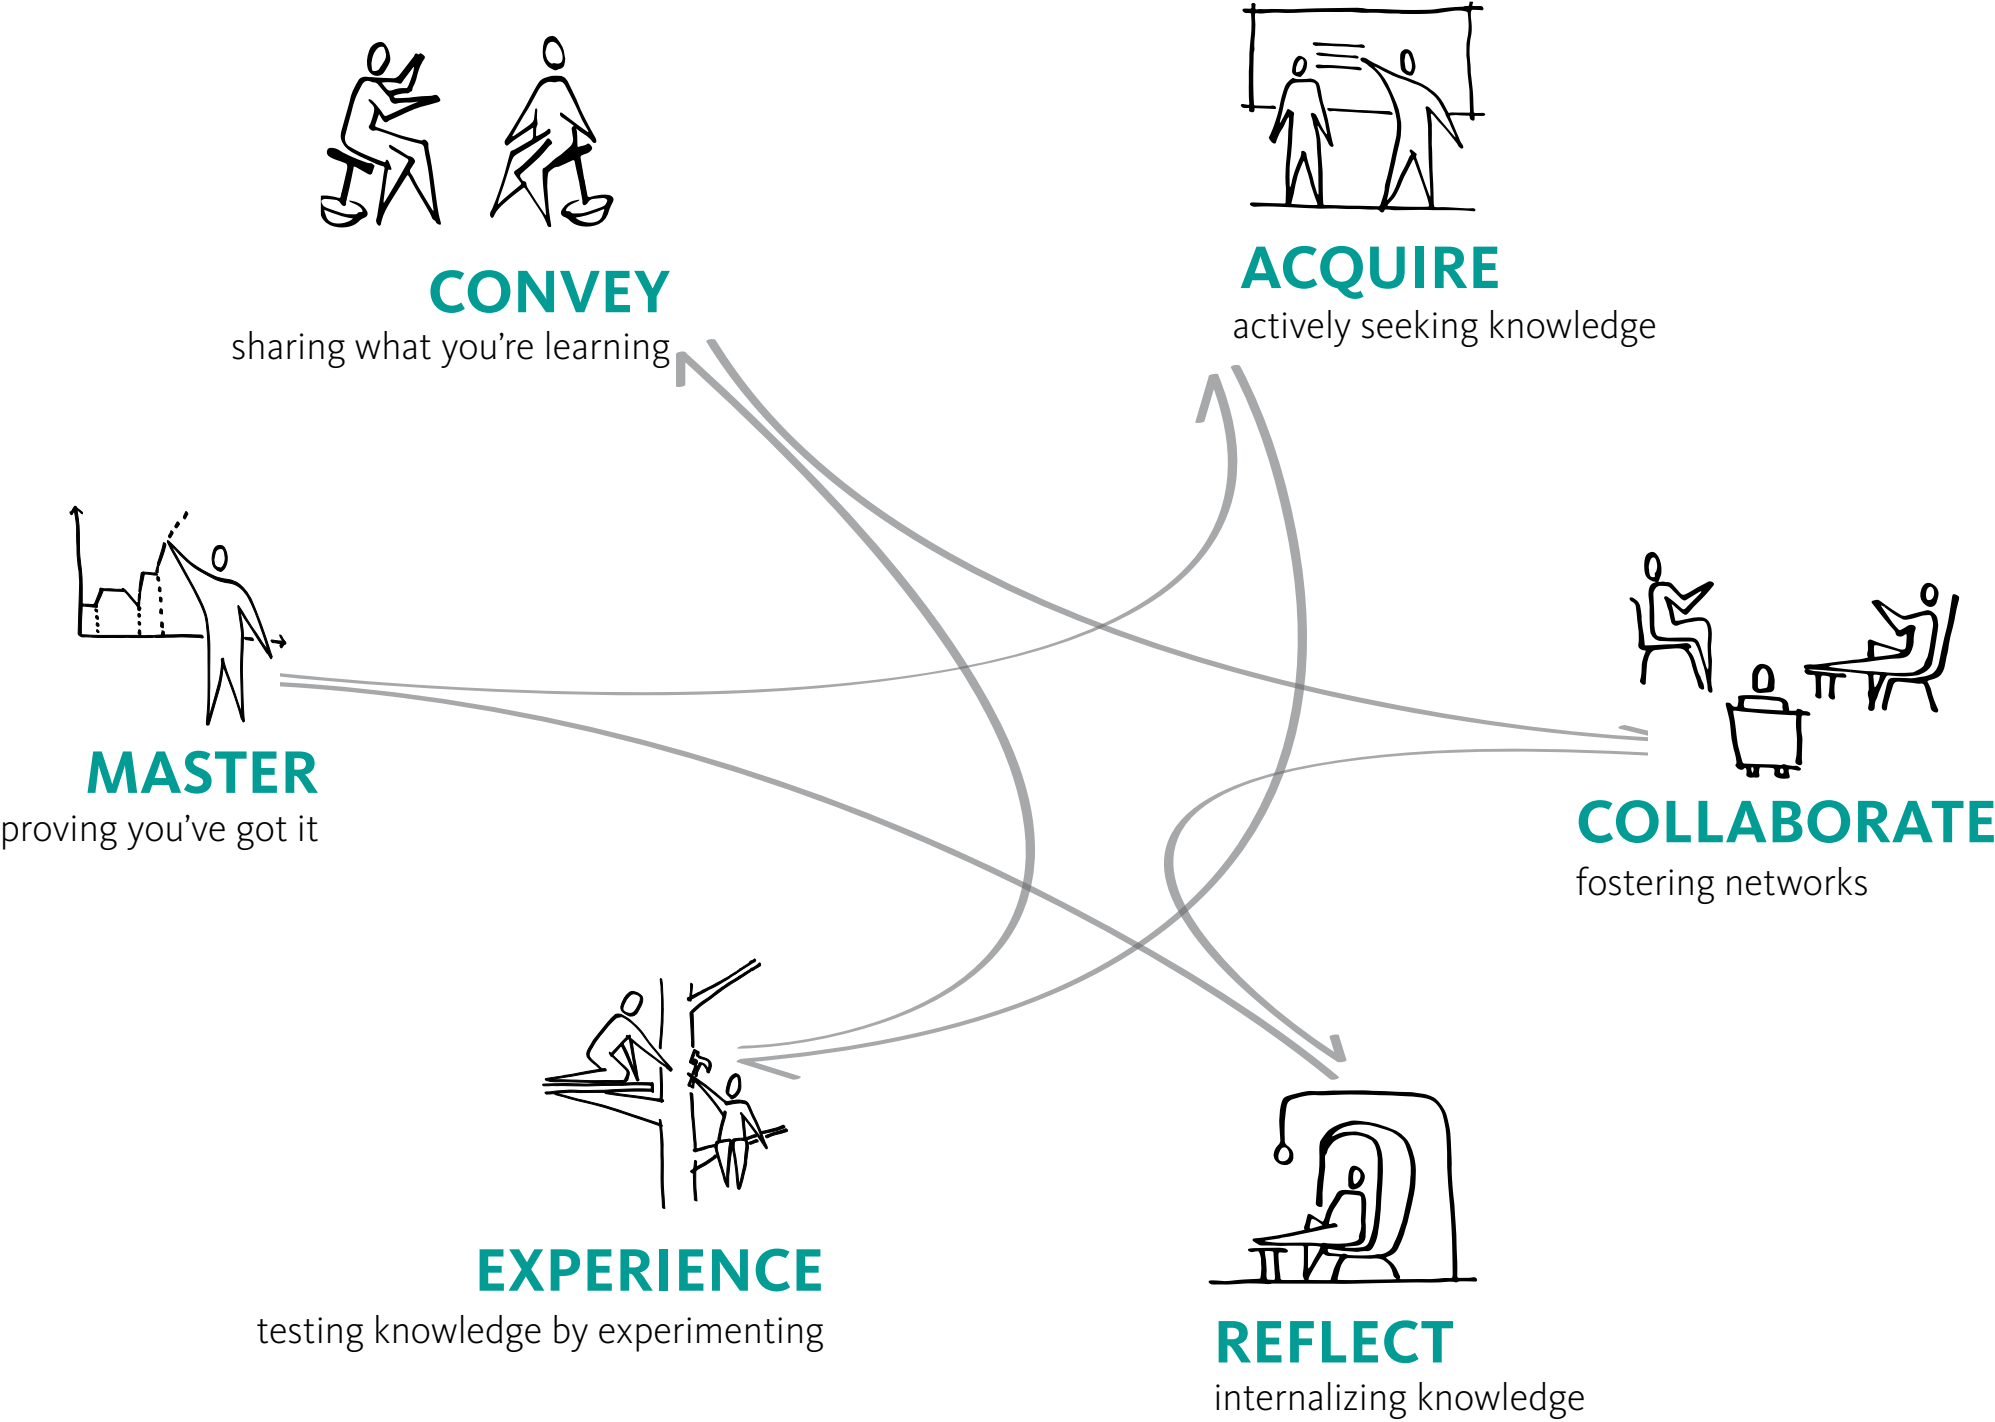 CONVEY
sharing what you're learning
ACQUIRE
actively seeking knowledge
MASTER
proving you've got it
COLLABORATE
fostering networks
EXPERIENCE
testing knowledge by experimenting
REFLECT
internalizing knowledge